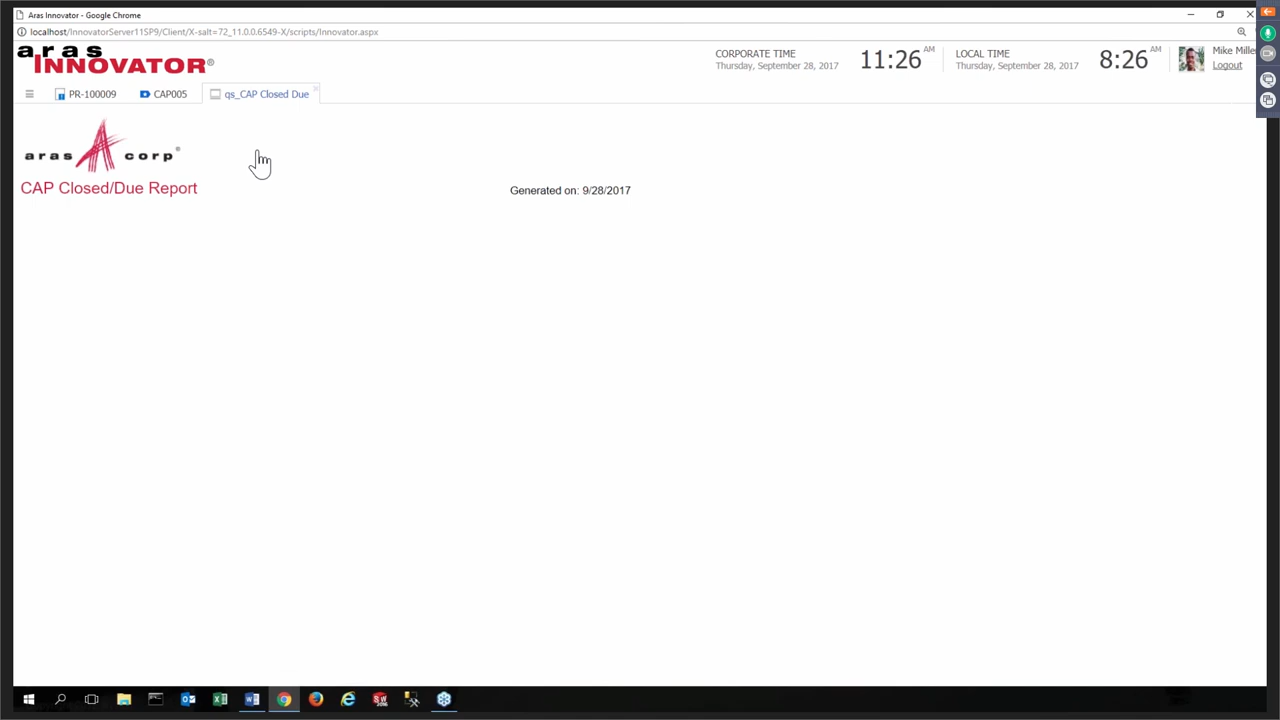 Aras Innovator - Google Chrome
localhost/InnovatorServer11SP9/Client/X-salt=72_11.0.0.6549-X/scripts/Innovator.aspx
aras
INNOVATOR®
CORPORATE TIME
Thursday, September 28, 2017
11:26 AM
LOCAL TIME
Thursday, September 28, 2017
8:26 AM
Mike Miller
Logout
PR-100009
CAP005
qs_CAP Closed Due
aras corp®
CAP Closed/Due Report
Generated on: 9/28/2017